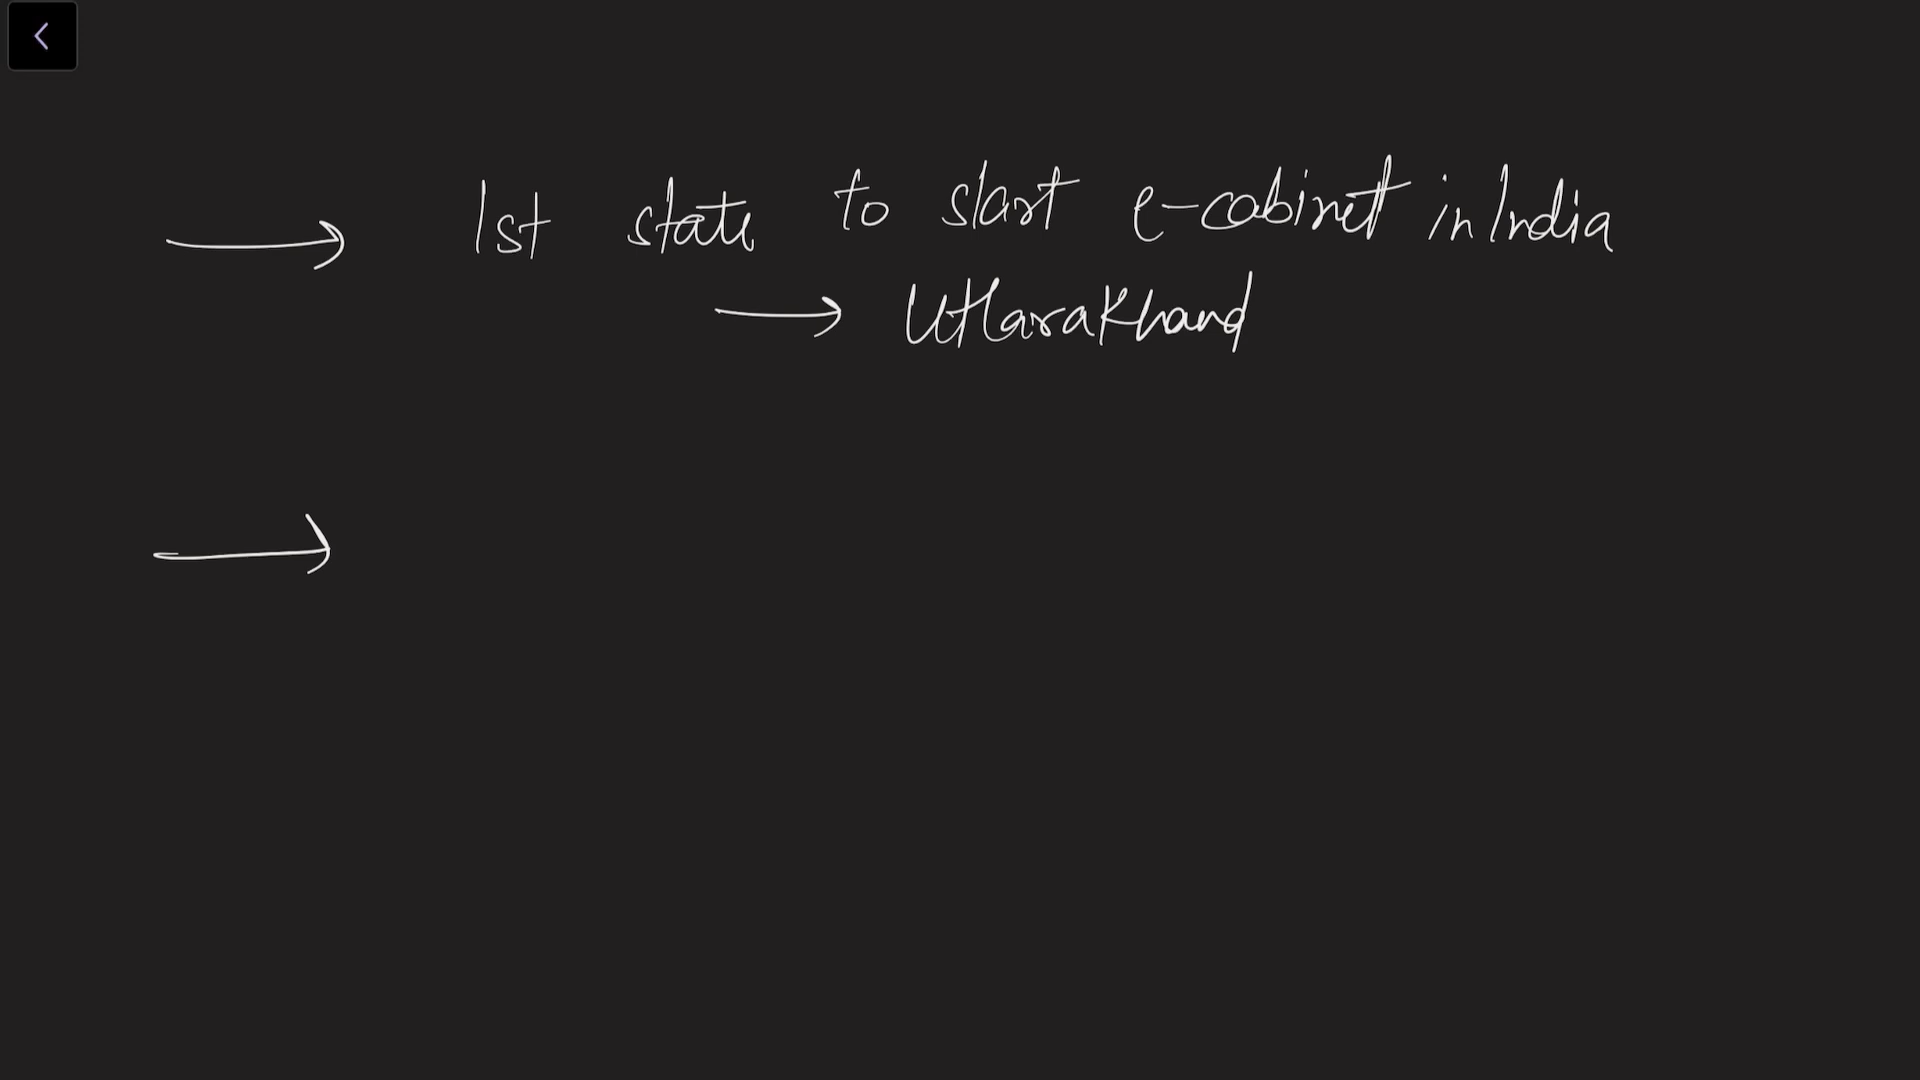 → 1st state to start e-cabinet in India
→ Uttarakhand
→